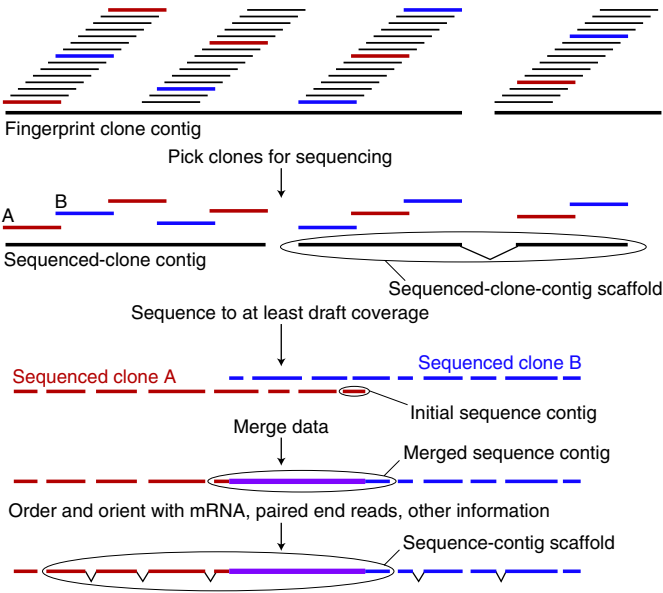 Fingerprint clone contig
Pick clones for sequencing
A
B
Sequenced-clone contig
Sequenced-clone-contig scaffold
Sequence to at least draft coverage
Sequenced clone A
Sequenced clone B
Initial sequence contig
Merge data
Merged sequence contig
Order and orient with mRNA, paired end reads, other information
Sequence-contig scaffold